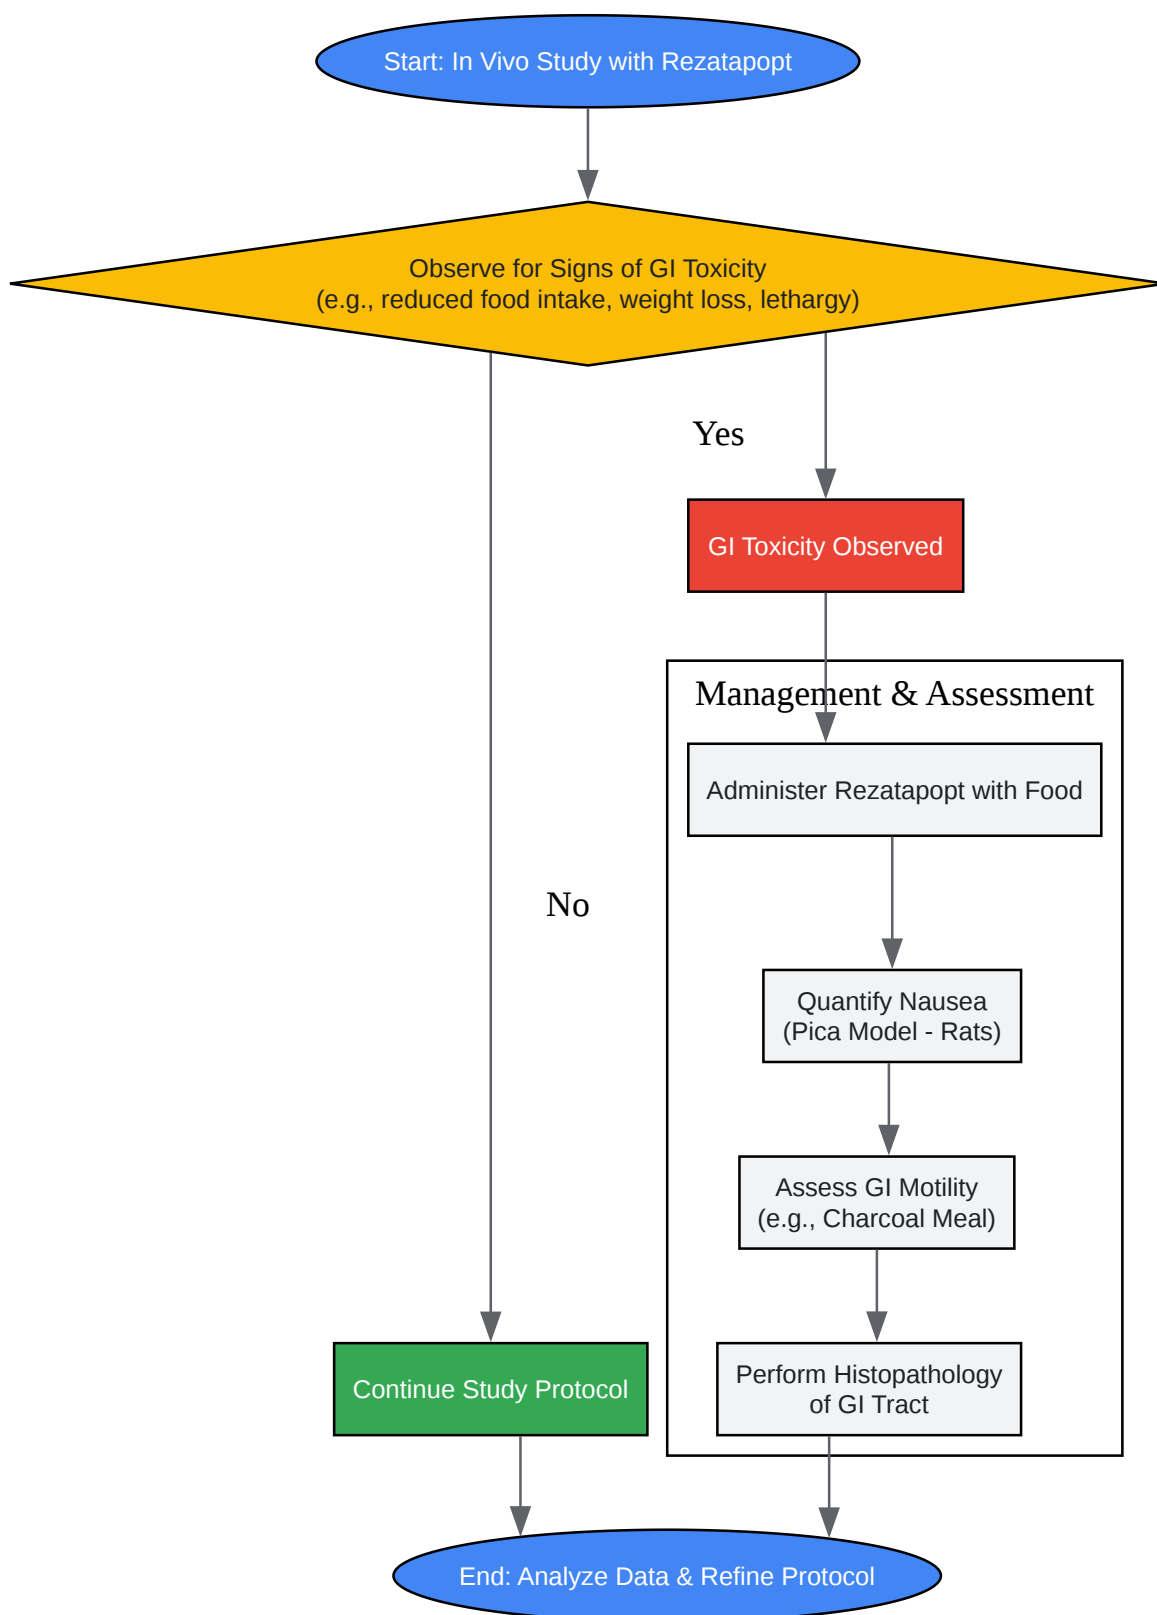 Start: In Vivo Study with Rezatapopt
Observe for Signs of GI Toxicity
(e.g., reduced food intake, weight loss, lethargy)
Yes
GI Toxicity Observed
Management & Assessment
Administer Rezatapopt with Food
No
Quantify Nausea
(Pica Model - Rats)
Assess GI Motility
(e.g., Charcoal Meal)
Continue Study Protocol
Perform Histopathology
of GI Tract
End: Analyze Data & Refine Protocol